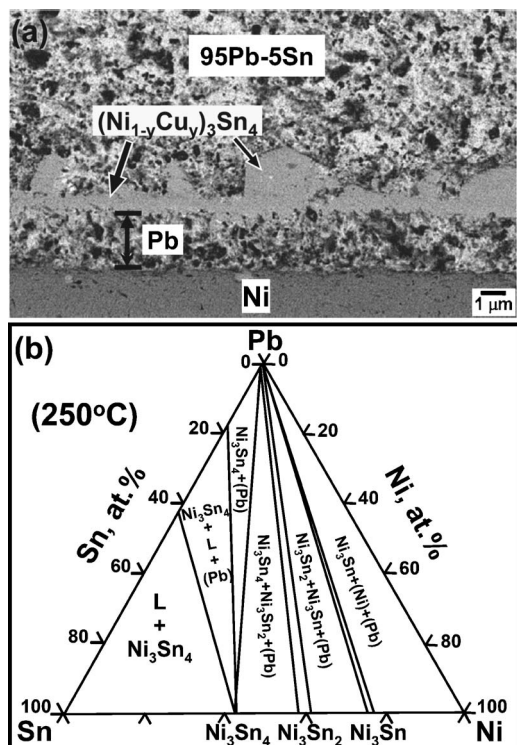 (a)
95Pb-5Sn
(Ni1-yCuy)3Sn4
Pb
Ni
1 μm
(b)
Pb
0 0
(250°C)
20 20
40 40
60 60
80 80
100 100
Sn, at.%
Ni, at.%
L
+
Ni3Sn4
Ni3Sn4
+
L
+
(Pb)
Ni3Sn4+(Pb)
Ni3Sn4+Ni3Sn2+(Pb)
Ni3Sn2+Ni3Sn+(Pb)
Ni3Sn+(Ni)+(Pb)
Sn Ni3Sn4 Ni3Sn2 Ni3Sn Ni